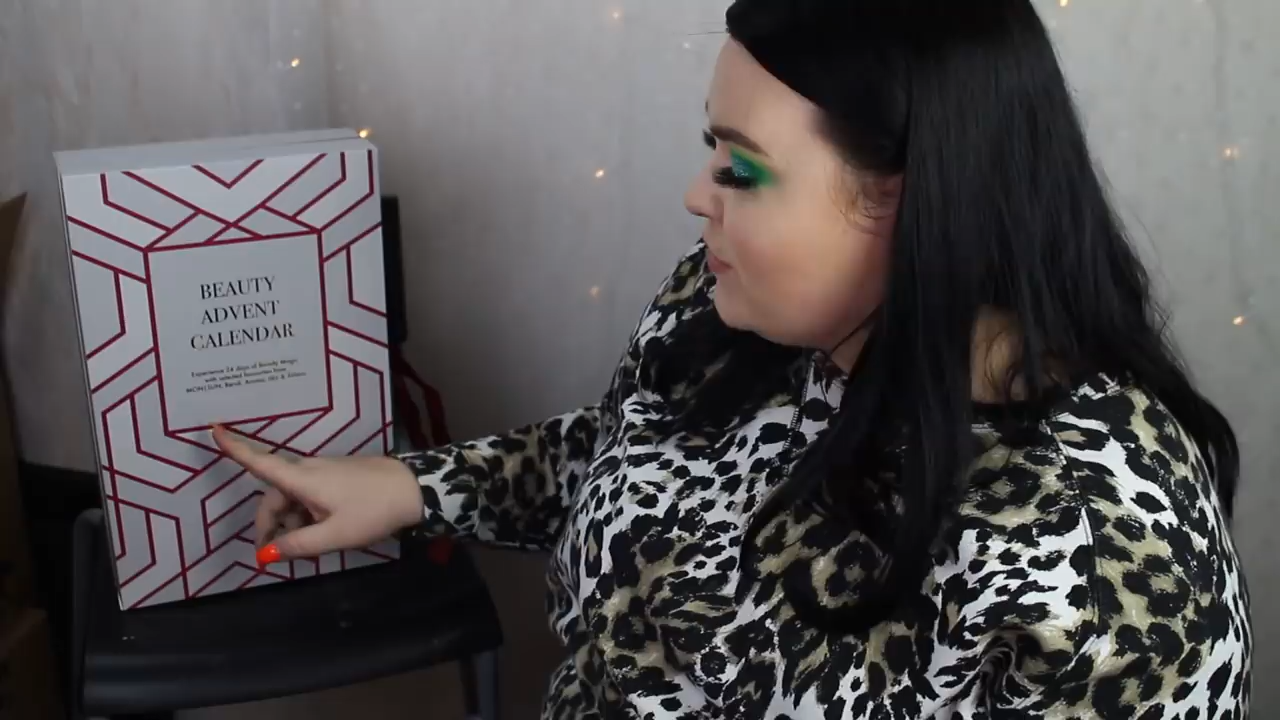 BEAUTY
ADVENT
CALENDAR
Experience 24 days of Beauty Magic
with selected favourites from